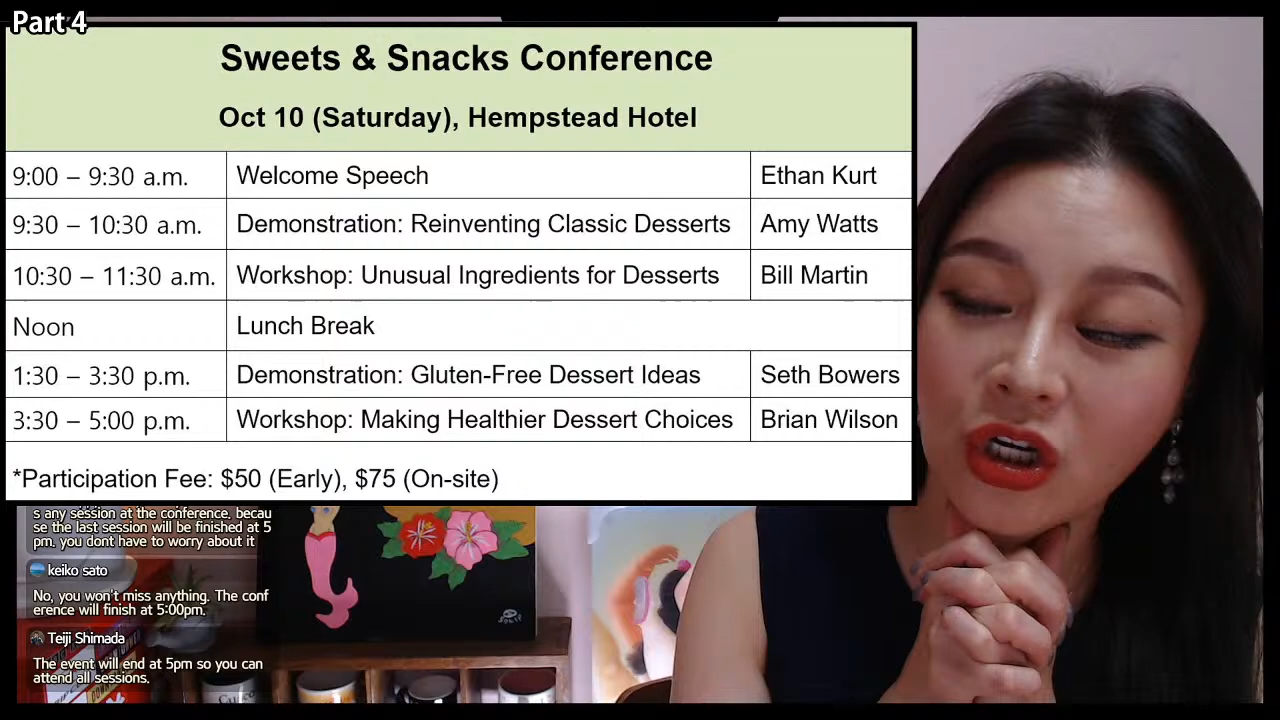 Part 4
Sweets & Snacks Conference
Oct 10 (Saturday), Hempstead Hotel
9:00 – 9:30 a.m. Welcome Speech Ethan Kurt
9:30 – 10:30 a.m. Demonstration: Reinventing Classic Desserts Amy Watts
10:30 – 11:30 a.m. Workshop: Unusual Ingredients for Desserts Bill Martin
Noon Lunch Break
1:30 – 3:30 p.m. Demonstration: Gluten-Free Dessert Ideas Seth Bowers
3:30 – 5:00 p.m. Workshop: Making Healthier Dessert Choices Brian Wilson
*Participation Fee: $50 (Early), $75 (On-site)
s any session at the conference, becau
se the last session will be finished at 5
pm, you dont have to worry about it
keiko sato
No, you won't miss anything. The conf
erence will finish at 5:00pm.
Teiji Shimada
The event will end at 5pm so you can
attend all sessions.